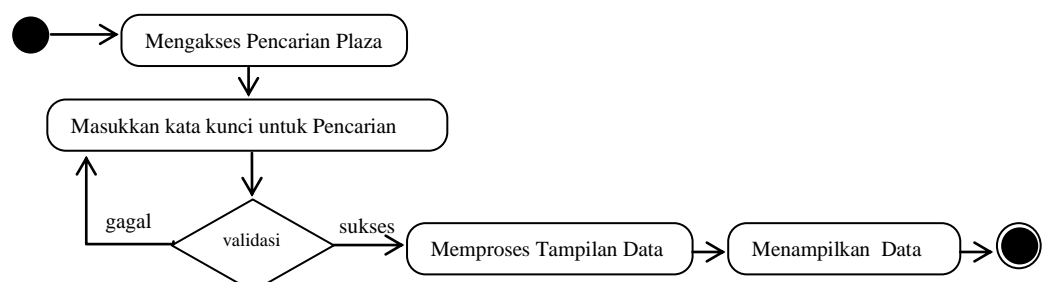 Mengakses Pencarian Plaza
Masukkan kata kunci untuk Pencarian
gagal
validasi
sukses
Memproses Tampilan Data
Menampilkan Data